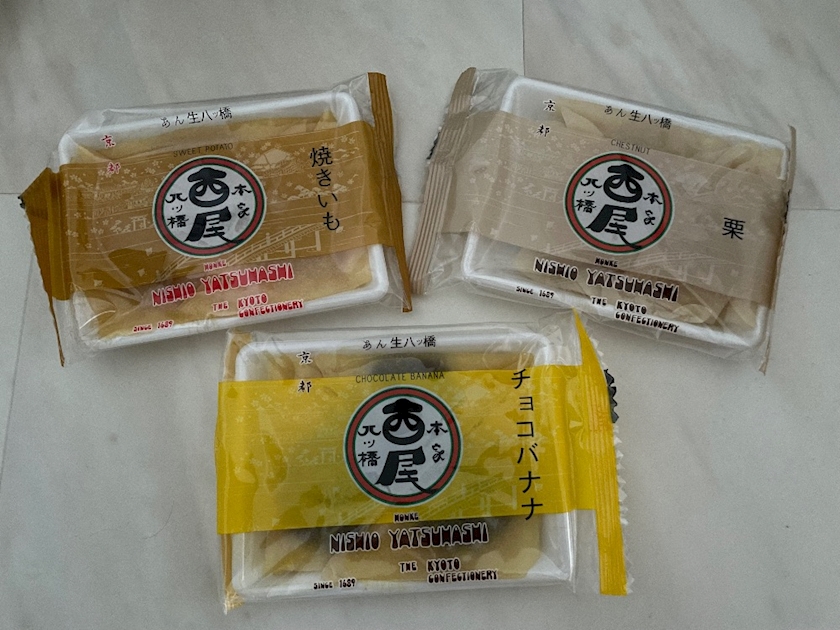 あん生八ッ橋
京都
SWEET POTATO
焼きいも
本家
西尾
八ッ橋
HONKE
NISHIO YATSUHASHI
THE KYOTO
CONFECTIONERY
SINCE 1689
あん生八ッ橋
京都
CHESTNUT
栗
本家
西尾
八ッ橋
HONKE
NISHIO YATSUHASHI
SINCE 1689
THE KYOTO
CONFECTIONERY
あん生八ッ橋
京都
CHOCOLATE BANANA
チョコバナナ
本家
西尾
八ッ橋
HONKE
NISHIO YATSUHASHI
THE KYOTO
CONFECTIONERY
SINCE 1689